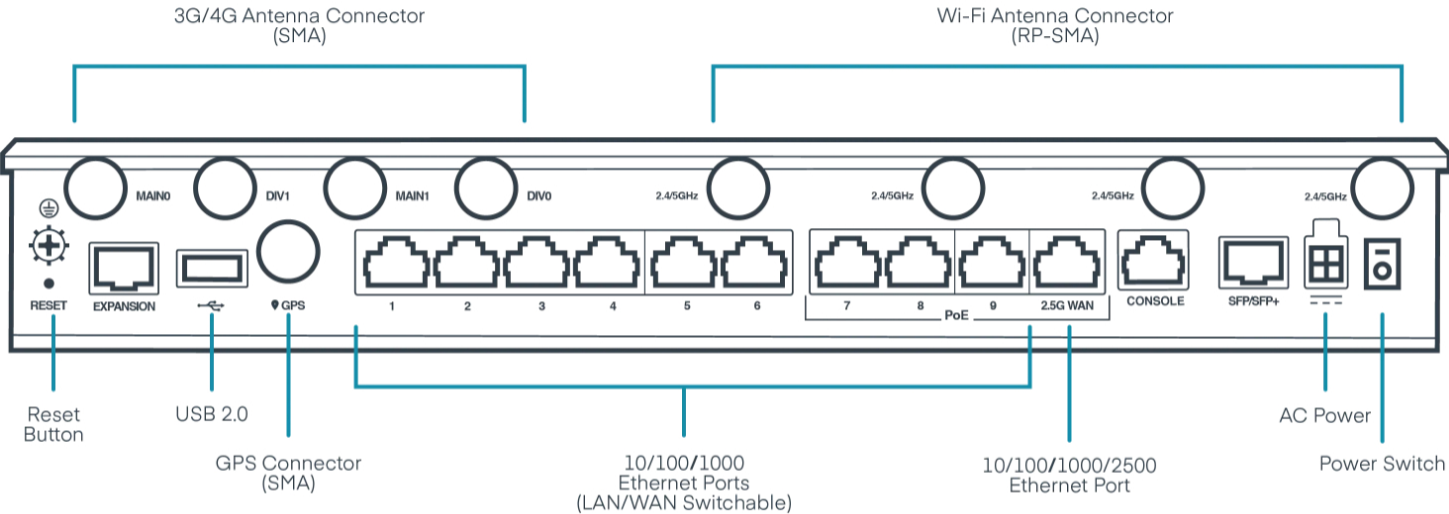 3G/4G Antenna Connector
(SMA)
Wi-Fi Antenna Connector
(RP-SMA)
MAIN0
DIV1
MAIN1
DIV0
2.4/5GHz
2.4/5GHz
2.4/5GHz
2.4/5GHz
RESET
EXPANSION
GPS
1
2
3
4
5
6
7
8
9
2.5G WAN
PoE
CONSOLE
SFP/SFP+
Reset
Button
USB 2.0
GPS Connector
(SMA)
10/100/1000
Ethernet Ports
(LAN/WAN Switchable)
10/100/1000/2500
Ethernet Port
AC Power
Power Switch